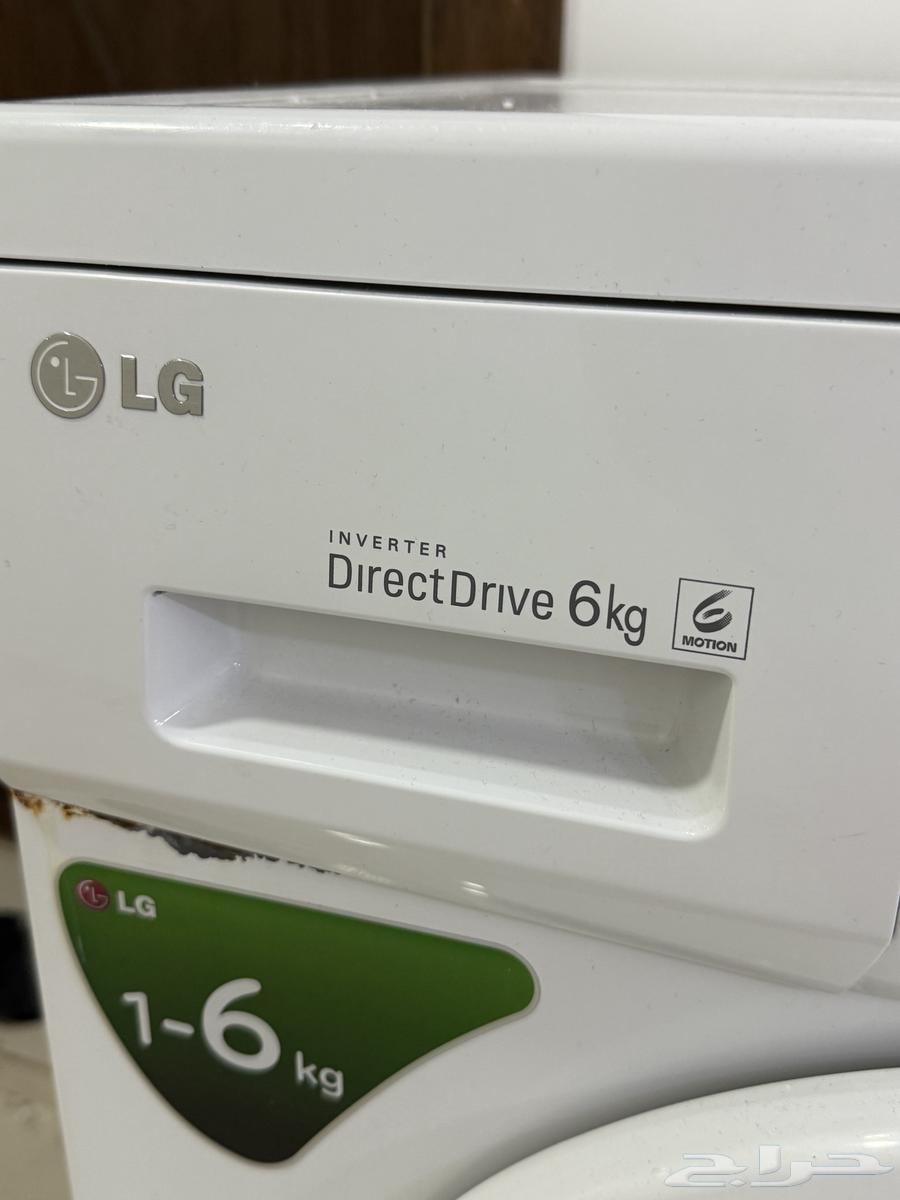 LG
INVERTER
DirectDrive 6kg
6
MOTION
LG
1-6 kg
حراج